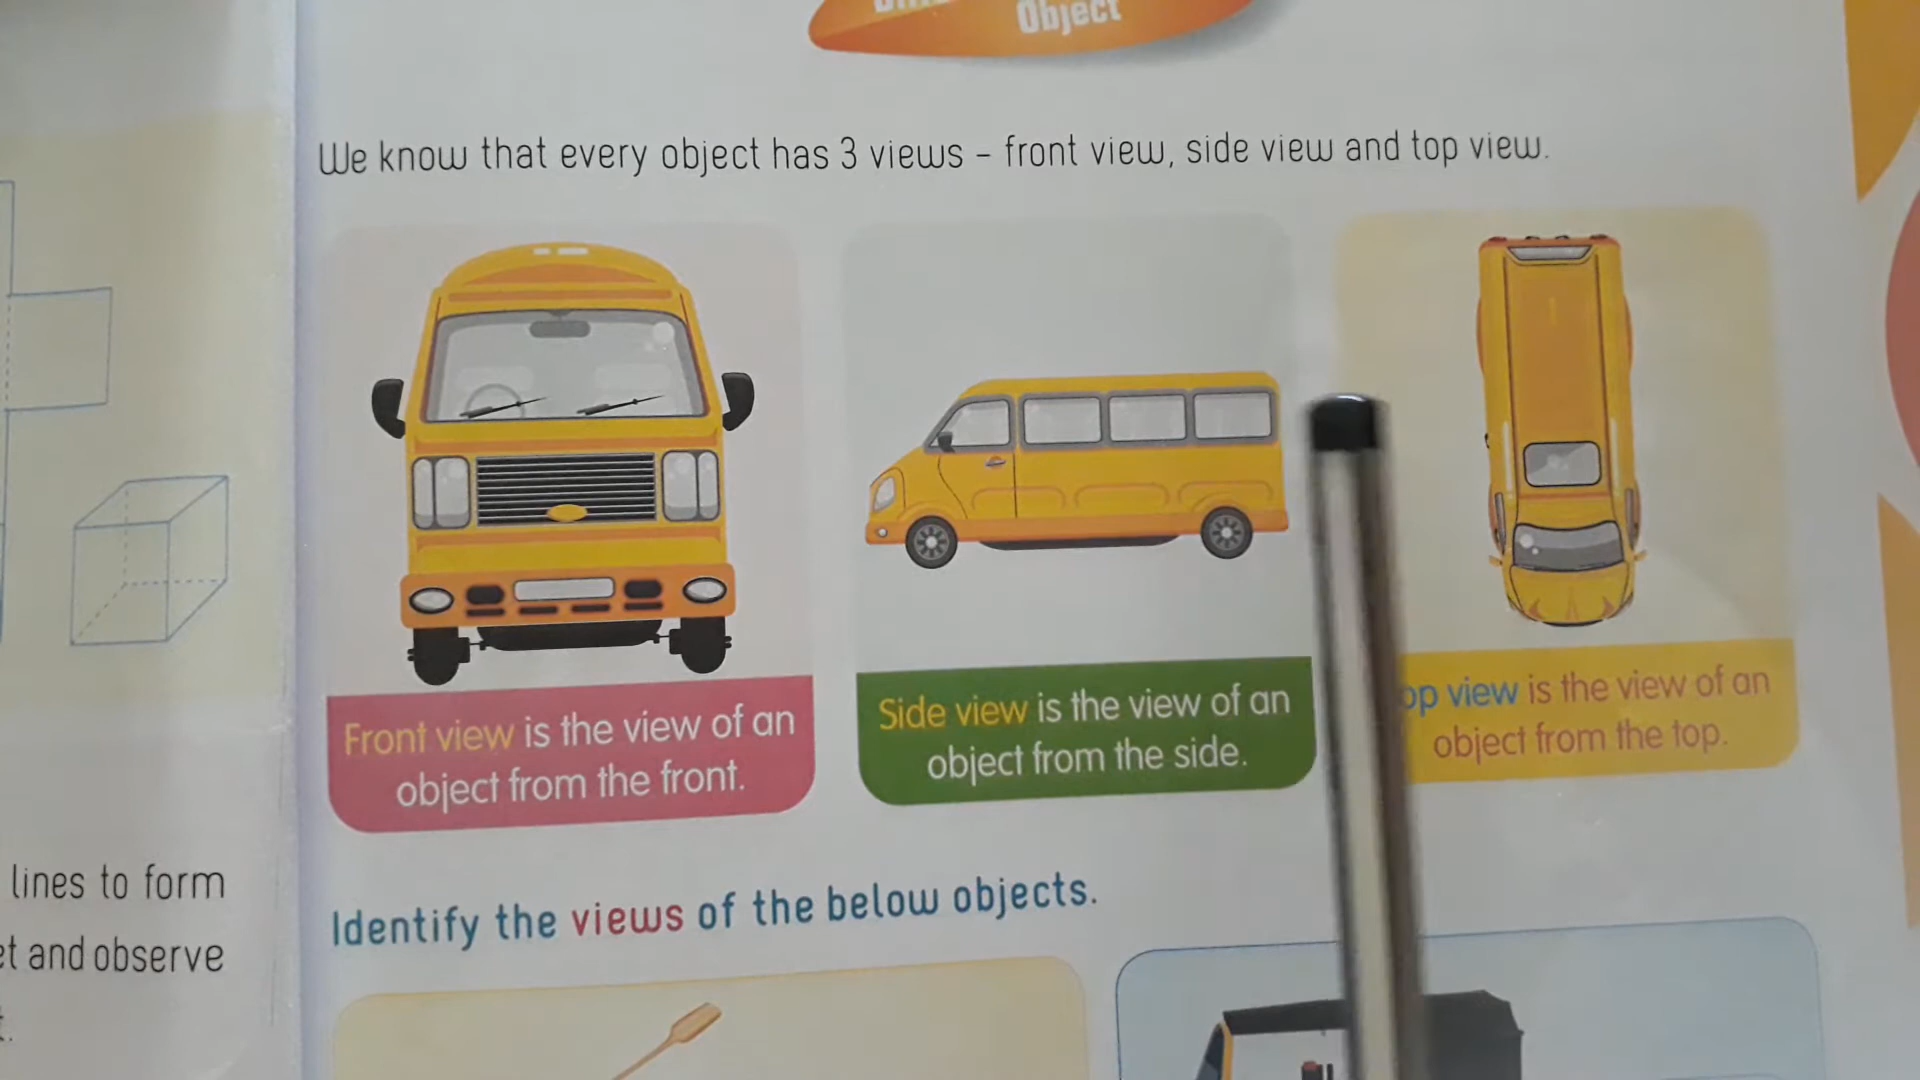 Object
We know that every object has 3 views - front view, side view and top view.
Front view is the view of an
object from the front.
Side view is the view of an
object from the side.
op view is the view of an
object from the top.
Identify the views of the below objects.
lines to form
and observe